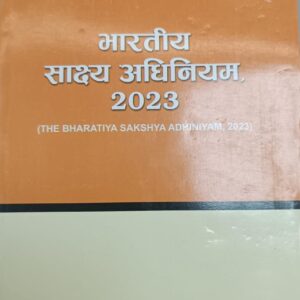 भारतीय
साक्ष्य अधिनियम,
2023
(THE BHARATIYA SAKSHYA ADHINIYAM, 2023)